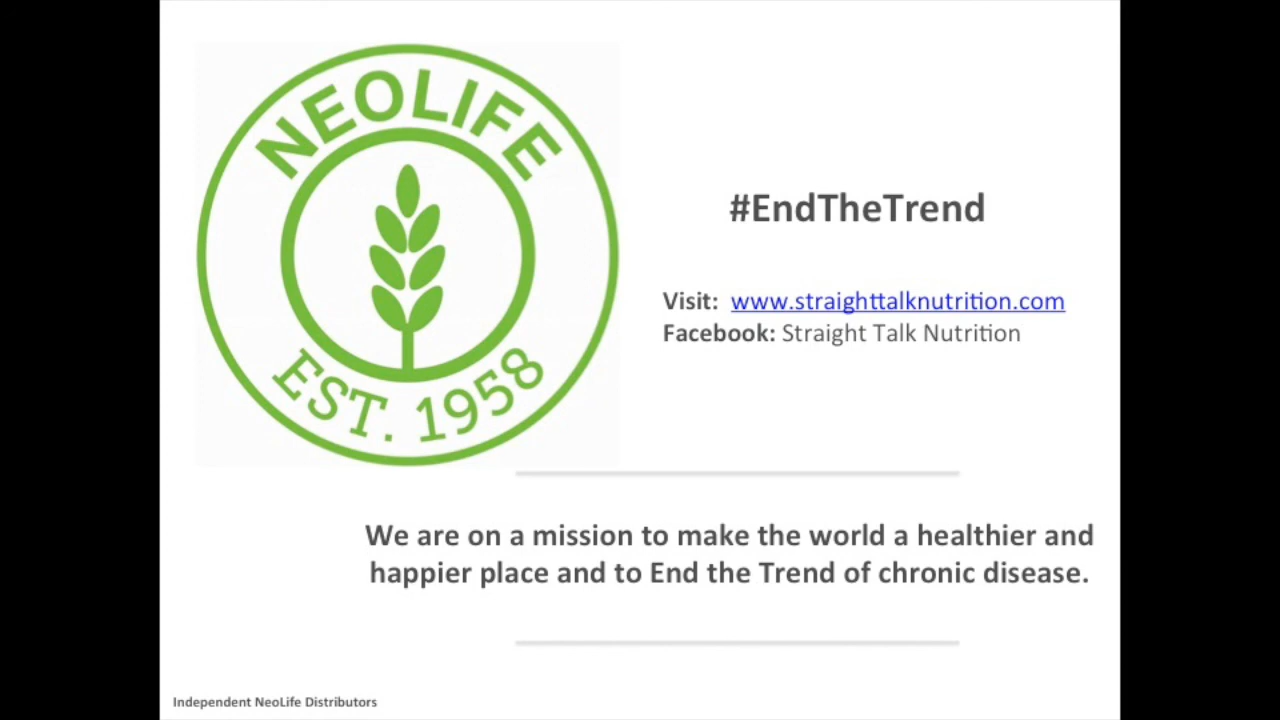 NEOLIFE
EST. 1958
#EndTheTrend
Visit: www.straighttalknutrition.com
Facebook: Straight Talk Nutrition
We are on a mission to make the world a healthier and
happier place and to End the Trend of chronic disease.
Independent NeoLife Distributors